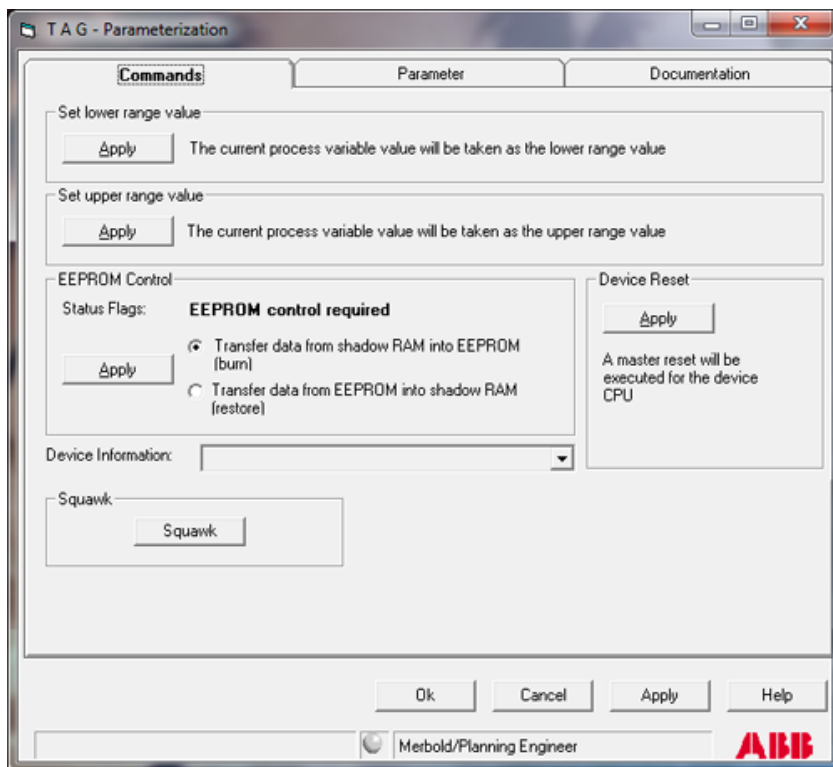 T A G - Parameterization
Commands
Parameter
Documentation
Set lower range value
Apply
The current process variable value will be taken as the lower range value
Set upper range value
Apply
The current process variable value will be taken as the upper range value
EEPROM Control
Status Flags:
EEPROM control required
Apply
Transfer data from shadow RAM into EEPROM
(burn)
Transfer data from EEPROM into shadow RAM
(restore)
Device Reset
Apply
A master reset will be
executed for the device
CPU
Device Information:
Squawk
Squawk
Ok
Cancel
Apply
Help
Merbold/Planning Engineer
ABB